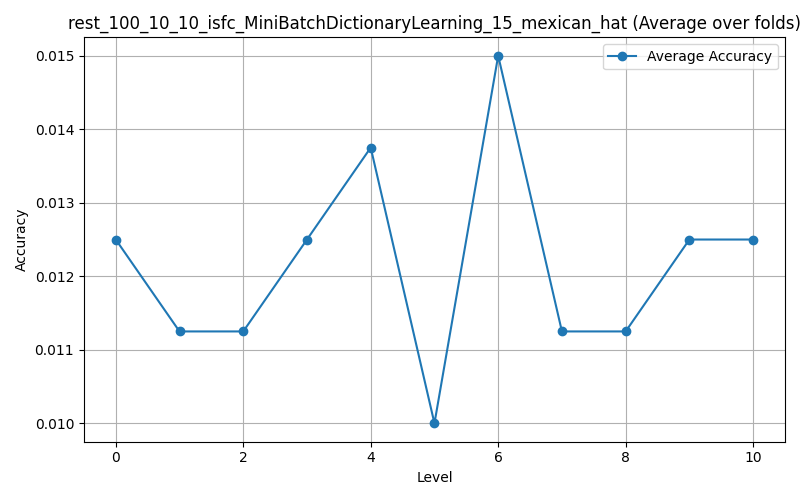 rest_100_10_10_isfc_MiniBatchDictionaryLearning_15_mexican_hat (Average over folds)
Average Accuracy
0.015
0.014
0.013
0.012
0.011
0.010
Accuracy
0 2 4 6 8 10
Level